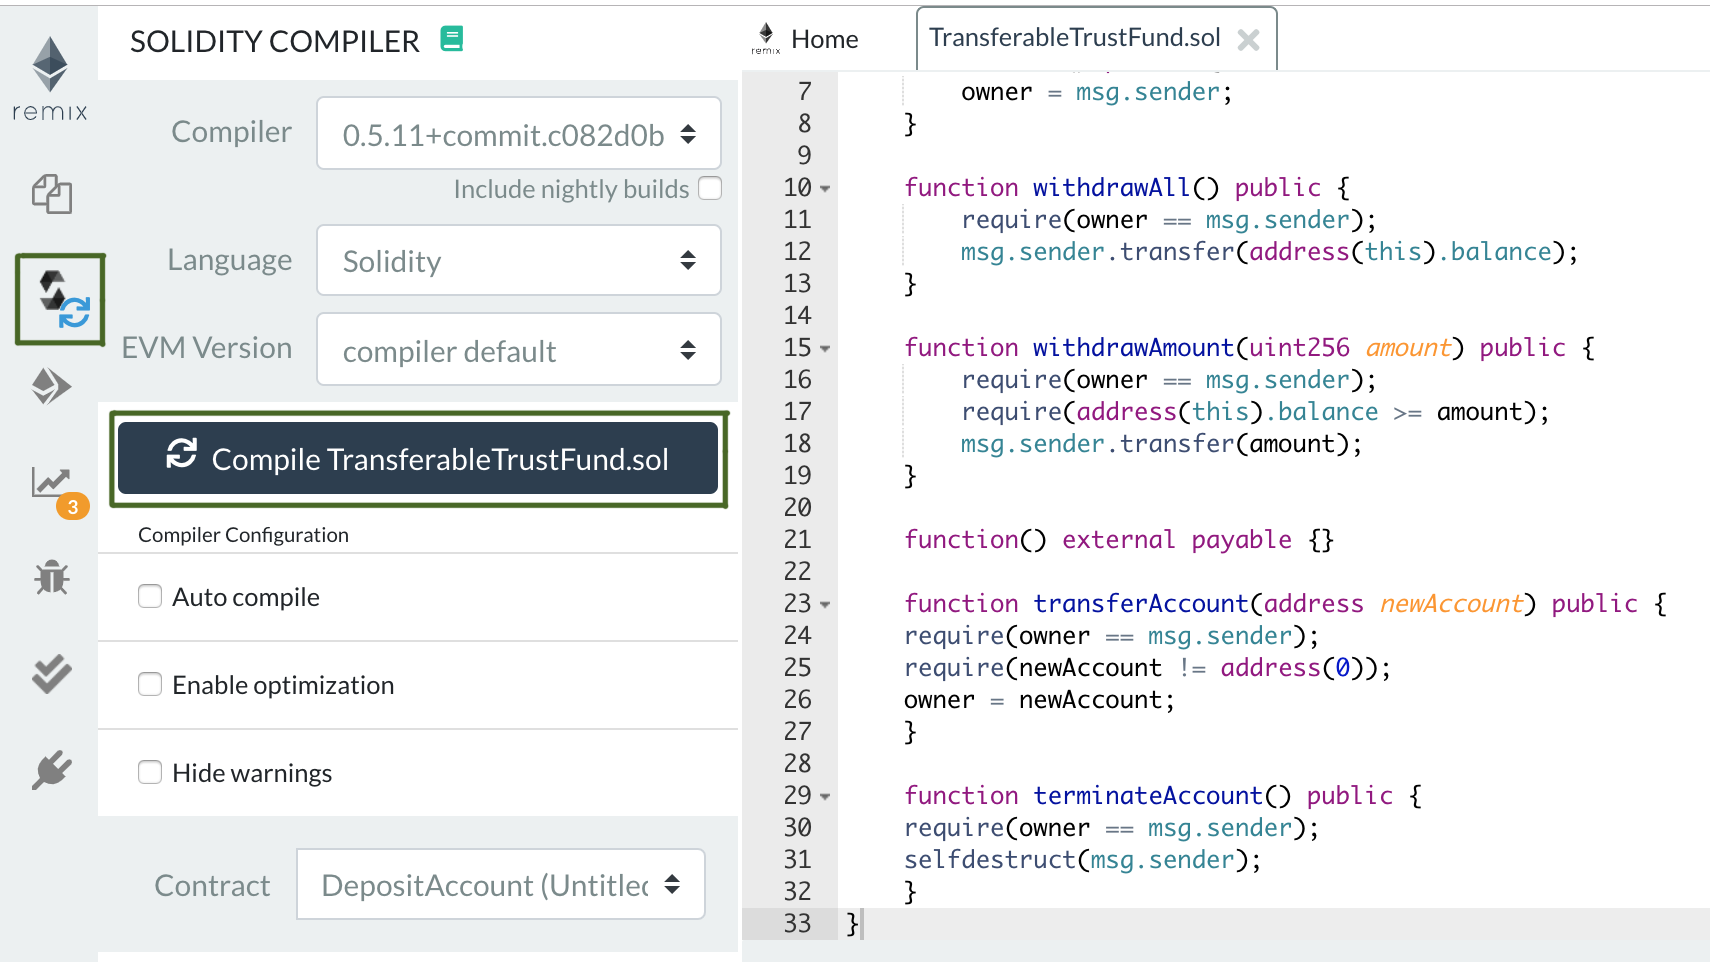 remix
3
SOLIDITY COMPILER
Compiler
0.5.11+commit.c082d0b
Include nightly builds
Language
Solidity
EVM Version
compiler default
Compile TransferableTrustFund.sol
Compiler Configuration
Auto compile
Enable optimization
Hide warnings
Contract
DepositAccount (Untitled
remix Home
TransferableTrustFund.sol
7 owner = msg.sender;
8 }
9
10 function withdrawAll() public {
11 require(owner == msg.sender);
12 msg.sender.transfer(address(this).balance);
13 }
14
15 function withdrawAmount(uint256 amount) public {
16 require(owner == msg.sender);
17 require(address(this).balance >= amount);
18 msg.sender.transfer(amount);
19 }
20
21 function() external payable {}
22
23 function transferAccount(address newAccount) public {
24 require(owner == msg.sender);
25 require(newAccount != address(0));
26 owner = newAccount;
27 }
28
29 function terminateAccount() public {
30 require(owner == msg.sender);
31 selfdestruct(msg.sender);
32 }
33 }